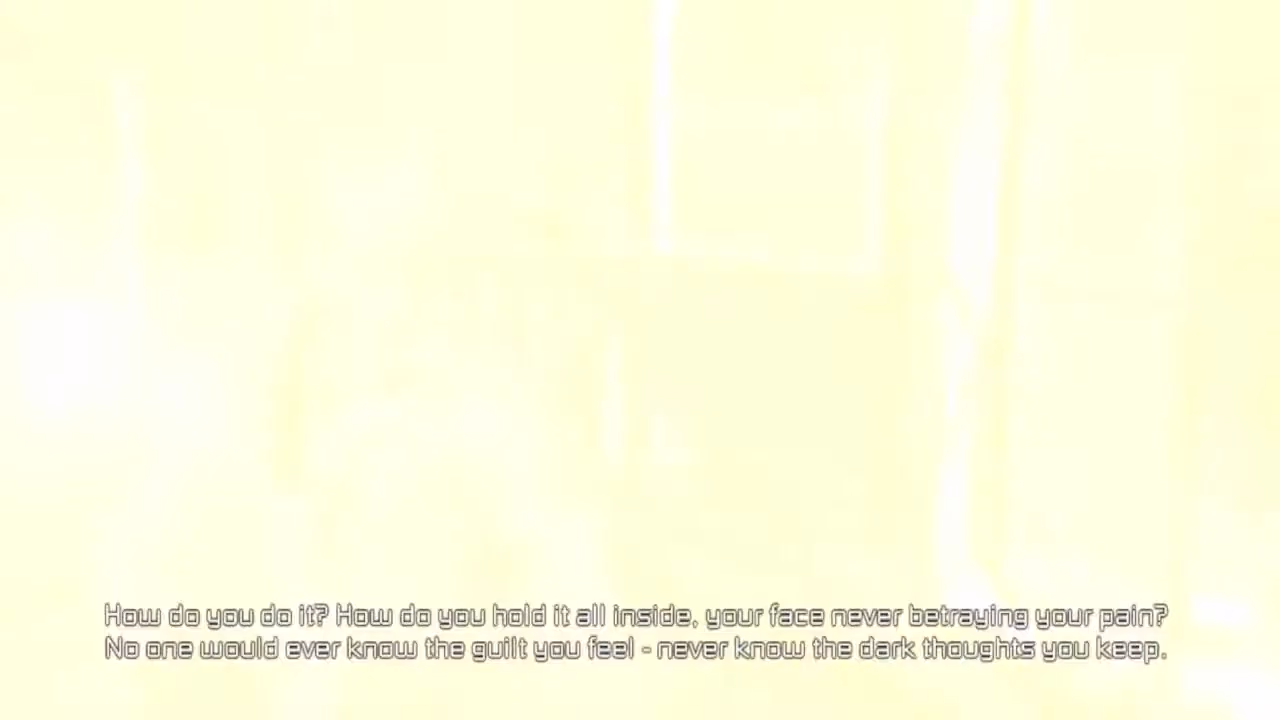 How do you do it? How do you hold it all inside, your face never betraying your pain?
No one would ever know the guilt you feel - never know the dark thoughts you keep.